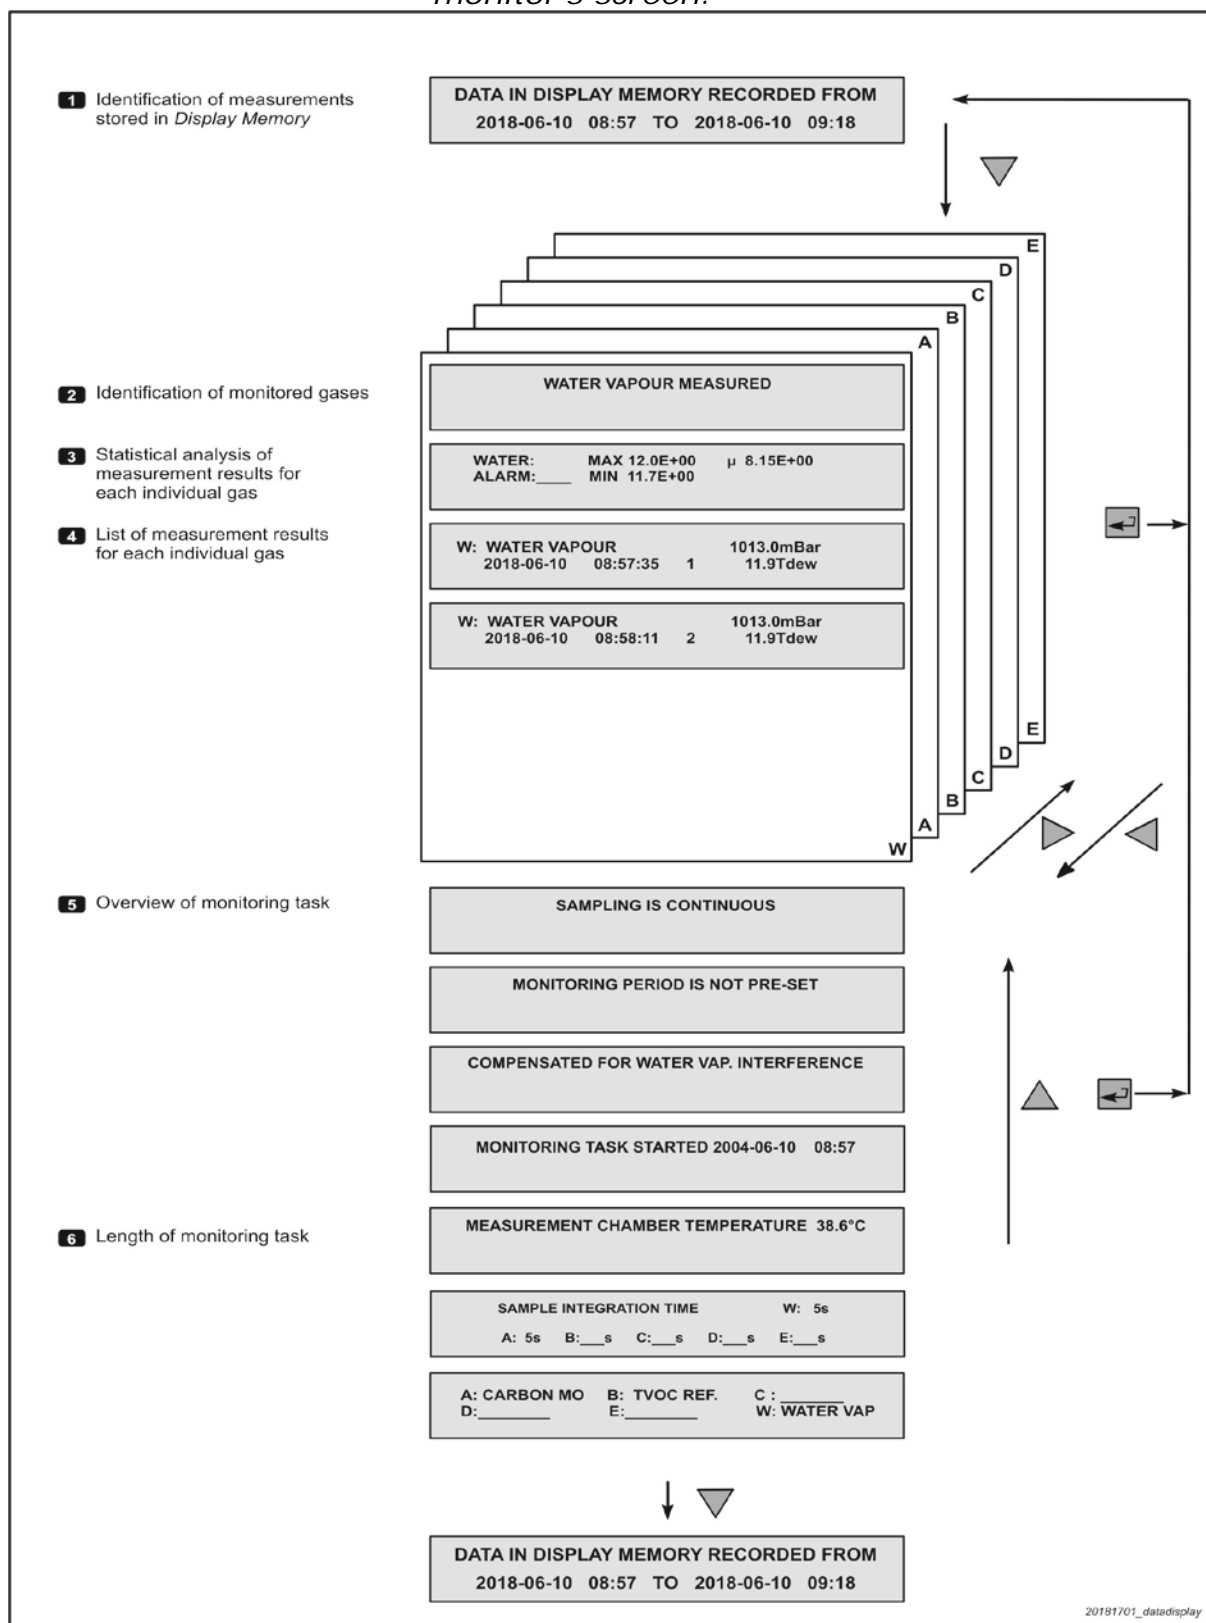 monitor's screen.
1 Identification of measurements
stored in Display Memory
DATA IN DISPLAY MEMORY RECORDED FROM
2018-06-10 08:57 TO 2018-06-10 09:18
E
D
C
B
A
2 Identification of monitored gases
WATER VAPOUR MEASURED
3 Statistical analysis of
measurement results for
each individual gas
WATER: MAX 12.0E+00 µ 8.15E+00
ALARM:____ MIN 11.7E+00
4 List of measurement results
for each individual gas
W: WATER VAPOUR 1013.0mBar
2018-06-10 08:57:35 1 11.9Tdew
W: WATER VAPOUR 1013.0mBar
2018-06-10 08:58:11 2 11.9Tdew
E
D
C
B
A
W
5 Overview of monitoring task
SAMPLING IS CONTINUOUS
MONITORING PERIOD IS NOT PRE-SET
COMPENSATED FOR WATER VAP. INTERFERENCE
MONITORING TASK STARTED 2004-06-10 08:57
6 Length of monitoring task
MEASUREMENT CHAMBER TEMPERATURE 38.6°C
SAMPLE INTEGRATION TIME W: 5s
A: 5s B:___s C:___s D:___s E:___s
A: CARBON MO B: TVOC REF. C :_______
D:________ E:________ W: WATER VAP
DATA IN DISPLAY MEMORY RECORDED FROM
2018-06-10 08:57 TO 2018-06-10 09:18
20181701_datadisplay